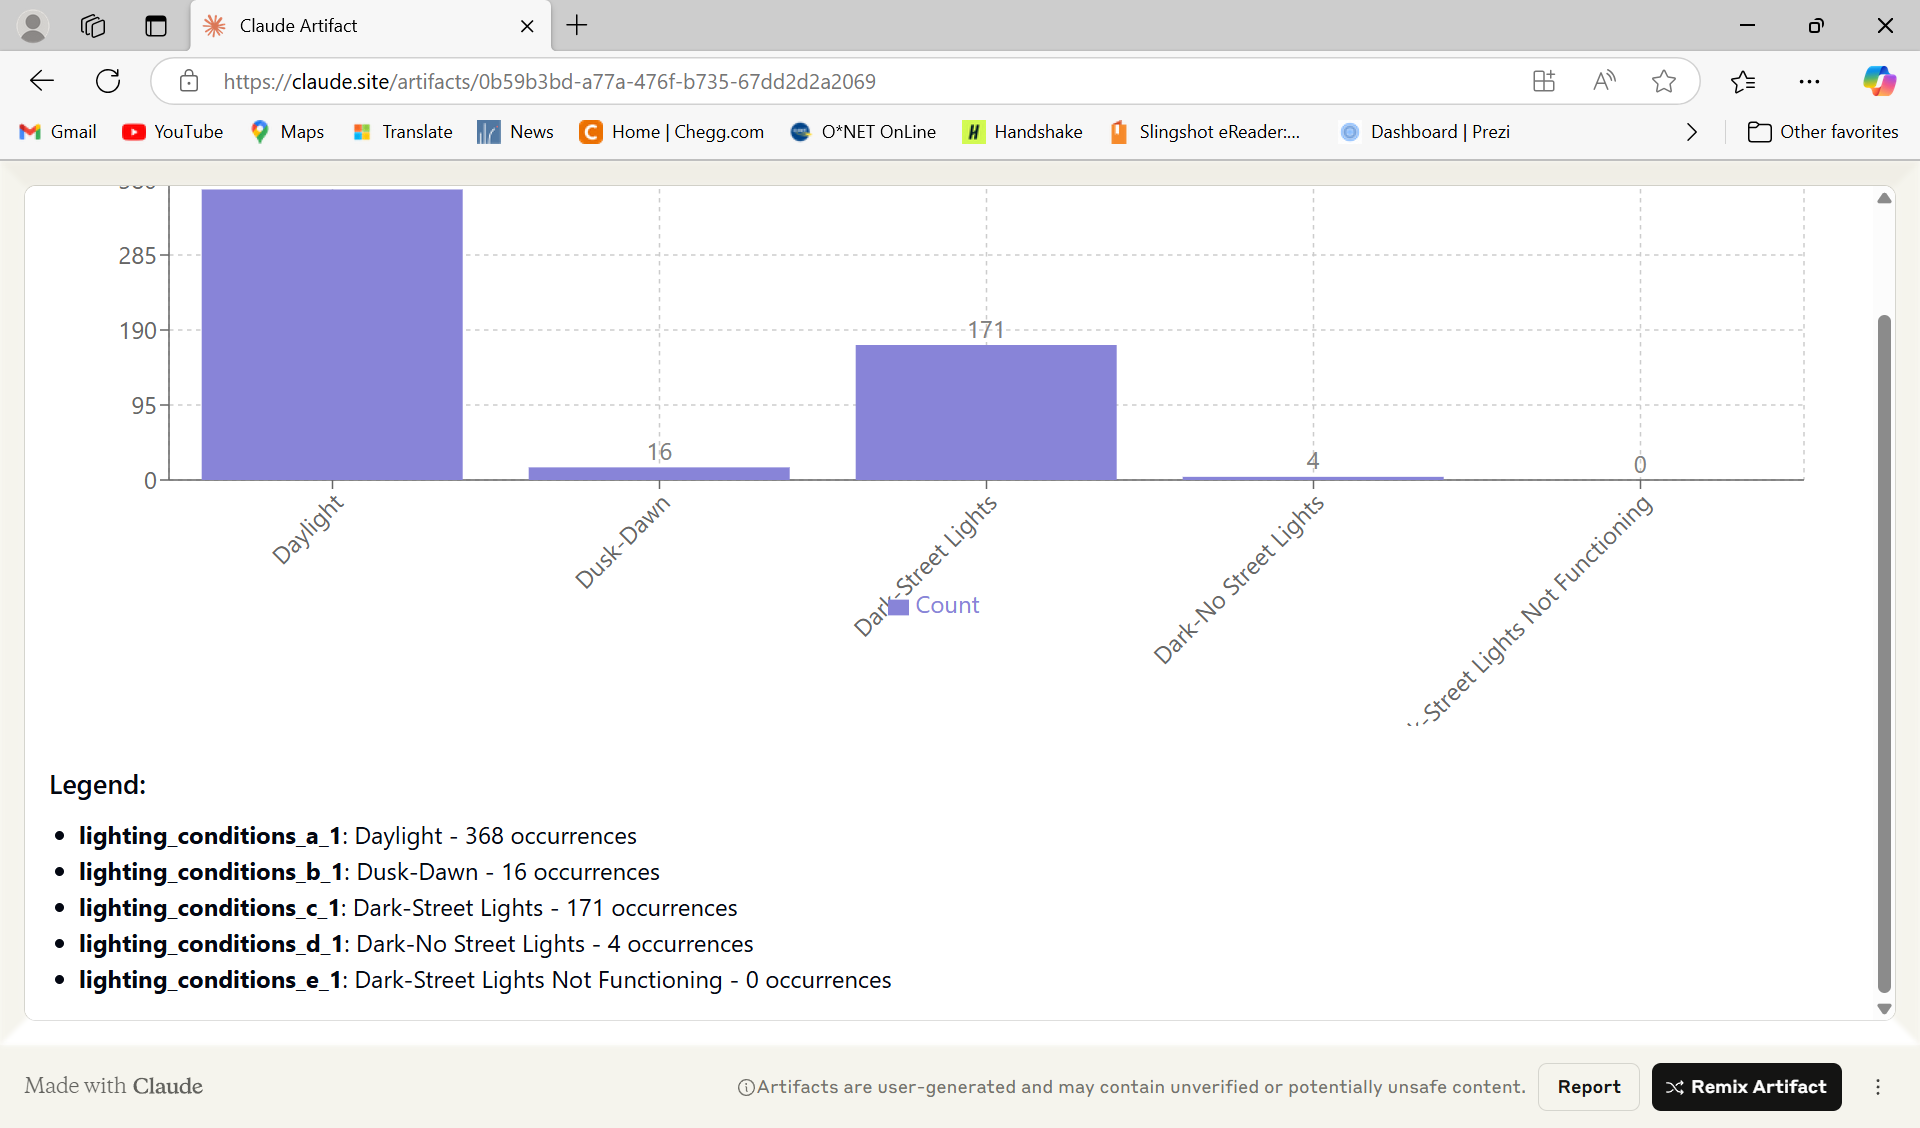 Claude Artifact
https://claude.site/artifacts/0b59b3bd-a77a-476f-b735-67dd2d2a2069
Gmail YouTube Maps Translate News Home | Chegg.com O*NET OnLine Handshake Slingshot eReader:... Dashboard | Prezi Other favorites
285
190
95
0
171
16
4
0
Daylight
Dusk-Dawn
Dark-Street Lights
Dark-No Street Lights
-Street Lights Not Functioning
Count
Legend:
• lighting_conditions_a_1: Daylight - 368 occurrences
• lighting_conditions_b_1: Dusk-Dawn - 16 occurrences
• lighting_conditions_c_1: Dark-Street Lights - 171 occurrences
• lighting_conditions_d_1: Dark-No Street Lights - 4 occurrences
• lighting_conditions_e_1: Dark-Street Lights Not Functioning - 0 occurrences
Made with Claude
Artifacts are user-generated and may contain unverified or potentially unsafe content.
Report
Remix Artifact